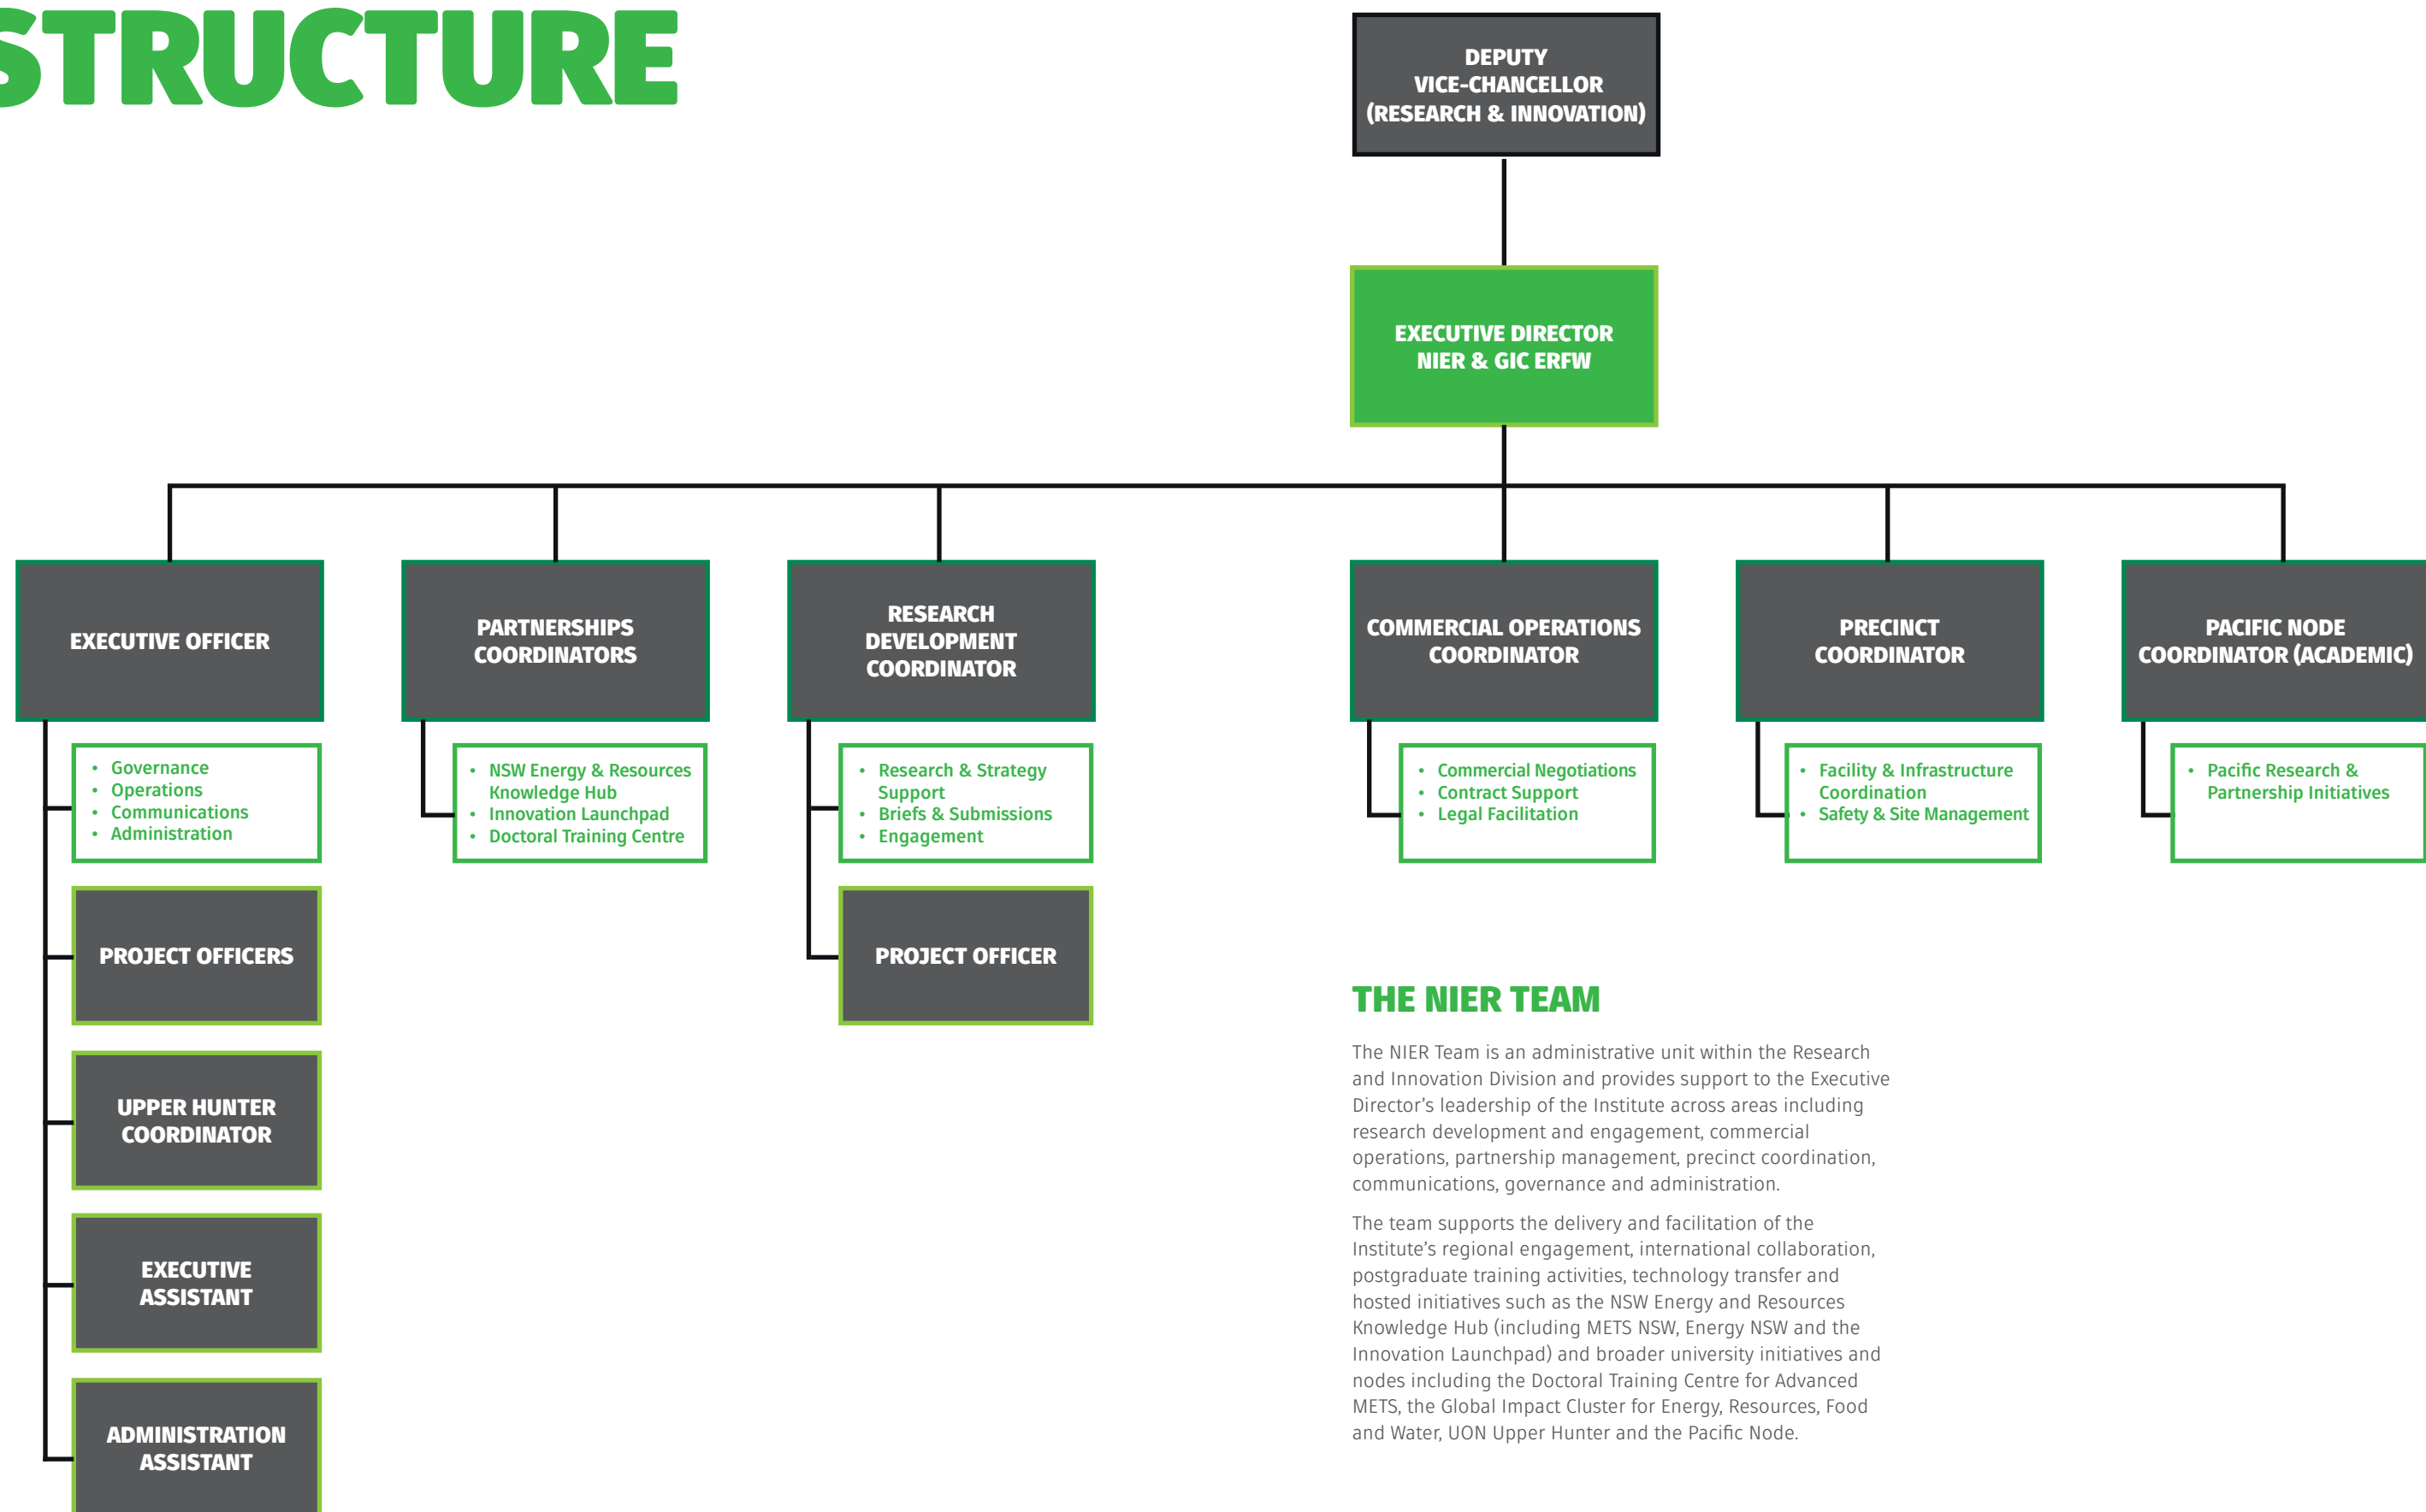 STRUCTURE
DEPUTY
VICE-CHANCELLOR
(RESEARCH & INNOVATION)
EXECUTIVE DIRECTOR
NIER & GIC ERFW
EXECUTIVE OFFICER
• Governance
• Operations
• Communications
• Administration
PROJECT OFFICERS
UPPER HUNTER
COORDINATOR
EXECUTIVE
ASSISTANT
ADMINISTRATION
ASSISTANT
PARTNERSHIPS
COORDINATORS
• NSW Energy & Resources
Knowledge Hub
• Innovation Launchpad
• Doctoral Training Centre
RESEARCH
DEVELOPMENT
COORDINATOR
• Research & Strategy
Support
• Briefs & Submissions
• Engagement
PROJECT OFFICER
COMMERCIAL OPERATIONS
COORDINATOR
• Commercial Negotiations
• Contract Support
• Legal Facilitation
PRECINCT
COORDINATOR
• Facility & Infrastructure
Coordination
• Safety & Site Management
PACIFIC NODE
COORDINATOR (ACADEMIC)
• Pacific Research &
Partnership Initiatives
THE NIER TEAM
The NIER Team is an administrative unit within the Research
and Innovation Division and provides support to the Executive
Director’s leadership of the Institute across areas including
research development and engagement, commercial
operations, partnership management, precinct coordination,
communications, governance and administration.
The team supports the delivery and facilitation of the
Institute’s regional engagement, international collaboration,
postgraduate training activities, technology transfer and
hosted initiatives such as the NSW Energy and Resources
Knowledge Hub (including METS NSW, Energy NSW and the
Innovation Launchpad) and broader university initiatives and
nodes including the Doctoral Training Centre for Advanced
METS, the Global Impact Cluster for Energy, Resources, Food
and Water, UON Upper Hunter and the Pacific Node.